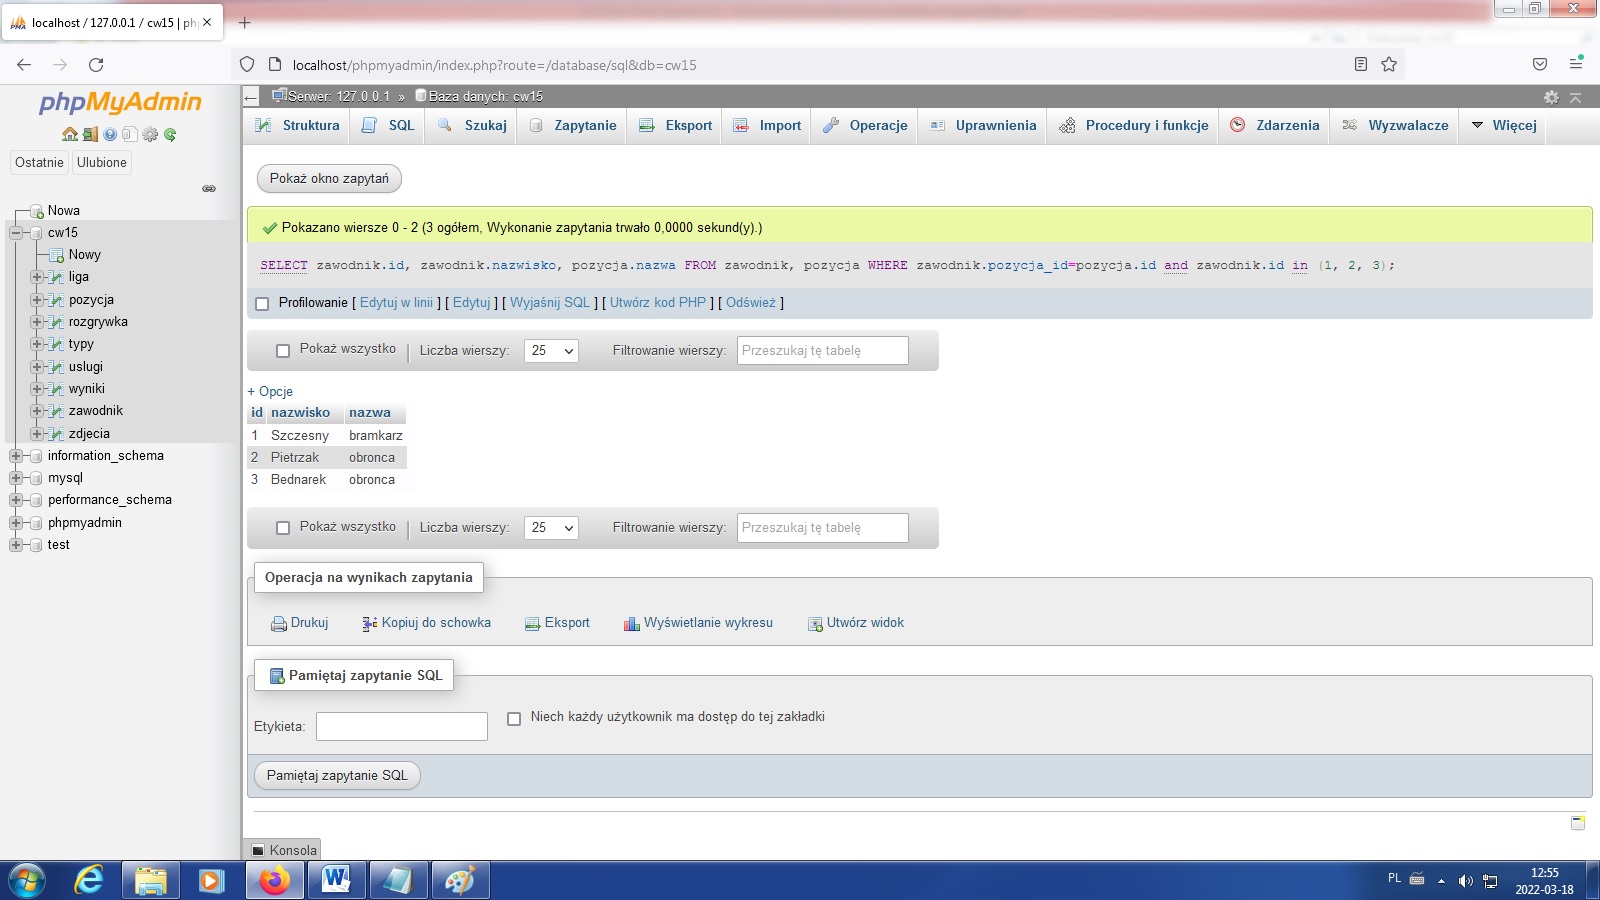 localhost / 127.0.0.1 / cw15 | ph
localhost/phpmyadmin/index.php?route=/database/sql&db=cw15
phpMyAdmin
Ostatnie Ulubione
Nowa
cw15
Nowy
liga
pozycja
rozgrywka
typy
uslugi
wyniki
zawodnik
zdjecia
information_schema
mysql
performance_schema
phpmyadmin
test
Serwer: 127.0.0.1 » Baza danych: cw15
Struktura SQL Szukaj Zapytanie Eksport Import Operacje Uprawnienia Procedury i funkcje Zdarzenia Wyzwalacze Więcej
Pokaż okno zapytań
Pokazano wiersze 0 - 2 (3 ogółem, Wykonanie zapytania trwało 0,0000 sekund(y).)
SELECT zawodnik.id, zawodnik.nazwisko, pozycja.nazwa FROM zawodnik, pozycja WHERE zawodnik.pozycja_id=pozycja.id and zawodnik.id in (1, 2, 3);
Profilowanie [ Edytuj w linii ] [ Edytuj ] [ Wyjaśnij SQL ] [ Utwórz kod PHP ] [ Odśwież ]
Pokaż wszystko | Liczba wierszy: 25 Filtrowanie wierszy: Przeszukaj tę tabelę
+ Opcje
id nazwisko nazwa
1 Szczesny bramkarz
2 Pietrzak obronca
3 Bednarek obronca
Pokaż wszystko | Liczba wierszy: 25 Filtrowanie wierszy: Przeszukaj tę tabelę
Operacja na wynikach zapytania
Drukuj Kopiuj do schowka Eksport Wyświetlanie wykresu Utwórz widok
Pamiętaj zapytanie SQL
Etykieta: Niech każdy użytkownik ma dostęp do tej zakładki
Pamiętaj zapytanie SQL
Konsola
PL 12:55
2022-03-18